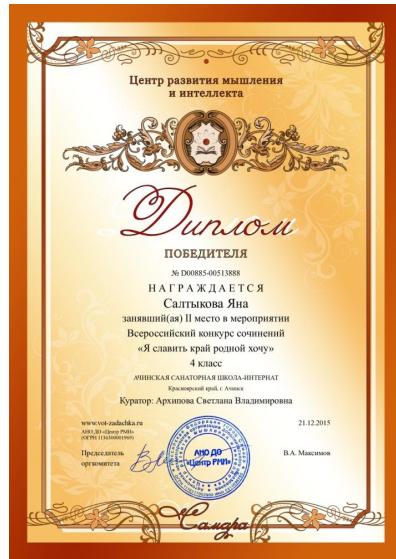 Центр развития мышления
и интеллекта
Диплом
ПОБЕДИТЕЛЯ
№ D00885-00513888
НАГРАЖДАЕТСЯ
Салтыкова Яна
занявший(ая) II место в мероприятии
Всероссийский конкурс сочинений
«Я славить край родной хочу»
4 класс
АЧИНСКАЯ САНАТОРНАЯ ШКОЛА-ИНТЕРНАТ
Красноярский край, г. Ачинск
Куратор: Архипова Светлана Владимировна
www.vot-zadachka.ru
21.12.2015
АНО ДО «Центр РМИ»
(ОГРН 1134500001969)
Председатель
оргкомитета
АНО ДО
«Центр РМИ»
В.А. Максимов
Самара